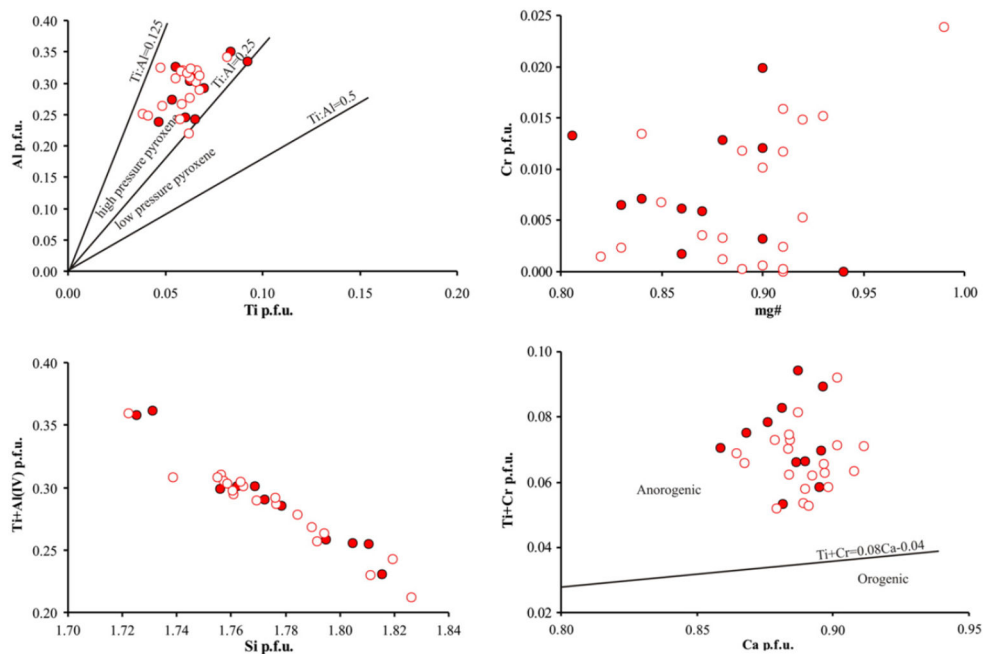 0.40
0.35
0.30
0.25
0.20
0.15
0.10
0.05
0.00
Al p.f.u.
Ti:Al=0.125
Ti:Al=0.25
Ti:Al=0.5
high pressure pyroxene
low pressure pyroxene
0.00 0.05 0.10 0.15 0.20
Ti p.f.u.
0.025
0.020
0.015
0.010
0.005
0.000
Cr p.f.u.
0.80 0.85 0.90 0.95 1.00
mg#
0.40
0.35
0.30
0.25
0.20
Ti+Al(IV) p.f.u.
1.70 1.72 1.74 1.76 1.78 1.80 1.82 1.84
Si p.f.u.
0.10
0.08
0.06
0.04
0.02
Ti+Cr p.f.u.
Anorogenic
Ti+Cr=0.08Ca-0.04
Orogenic
0.80 0.85 0.90 0.95
Ca p.f.u.